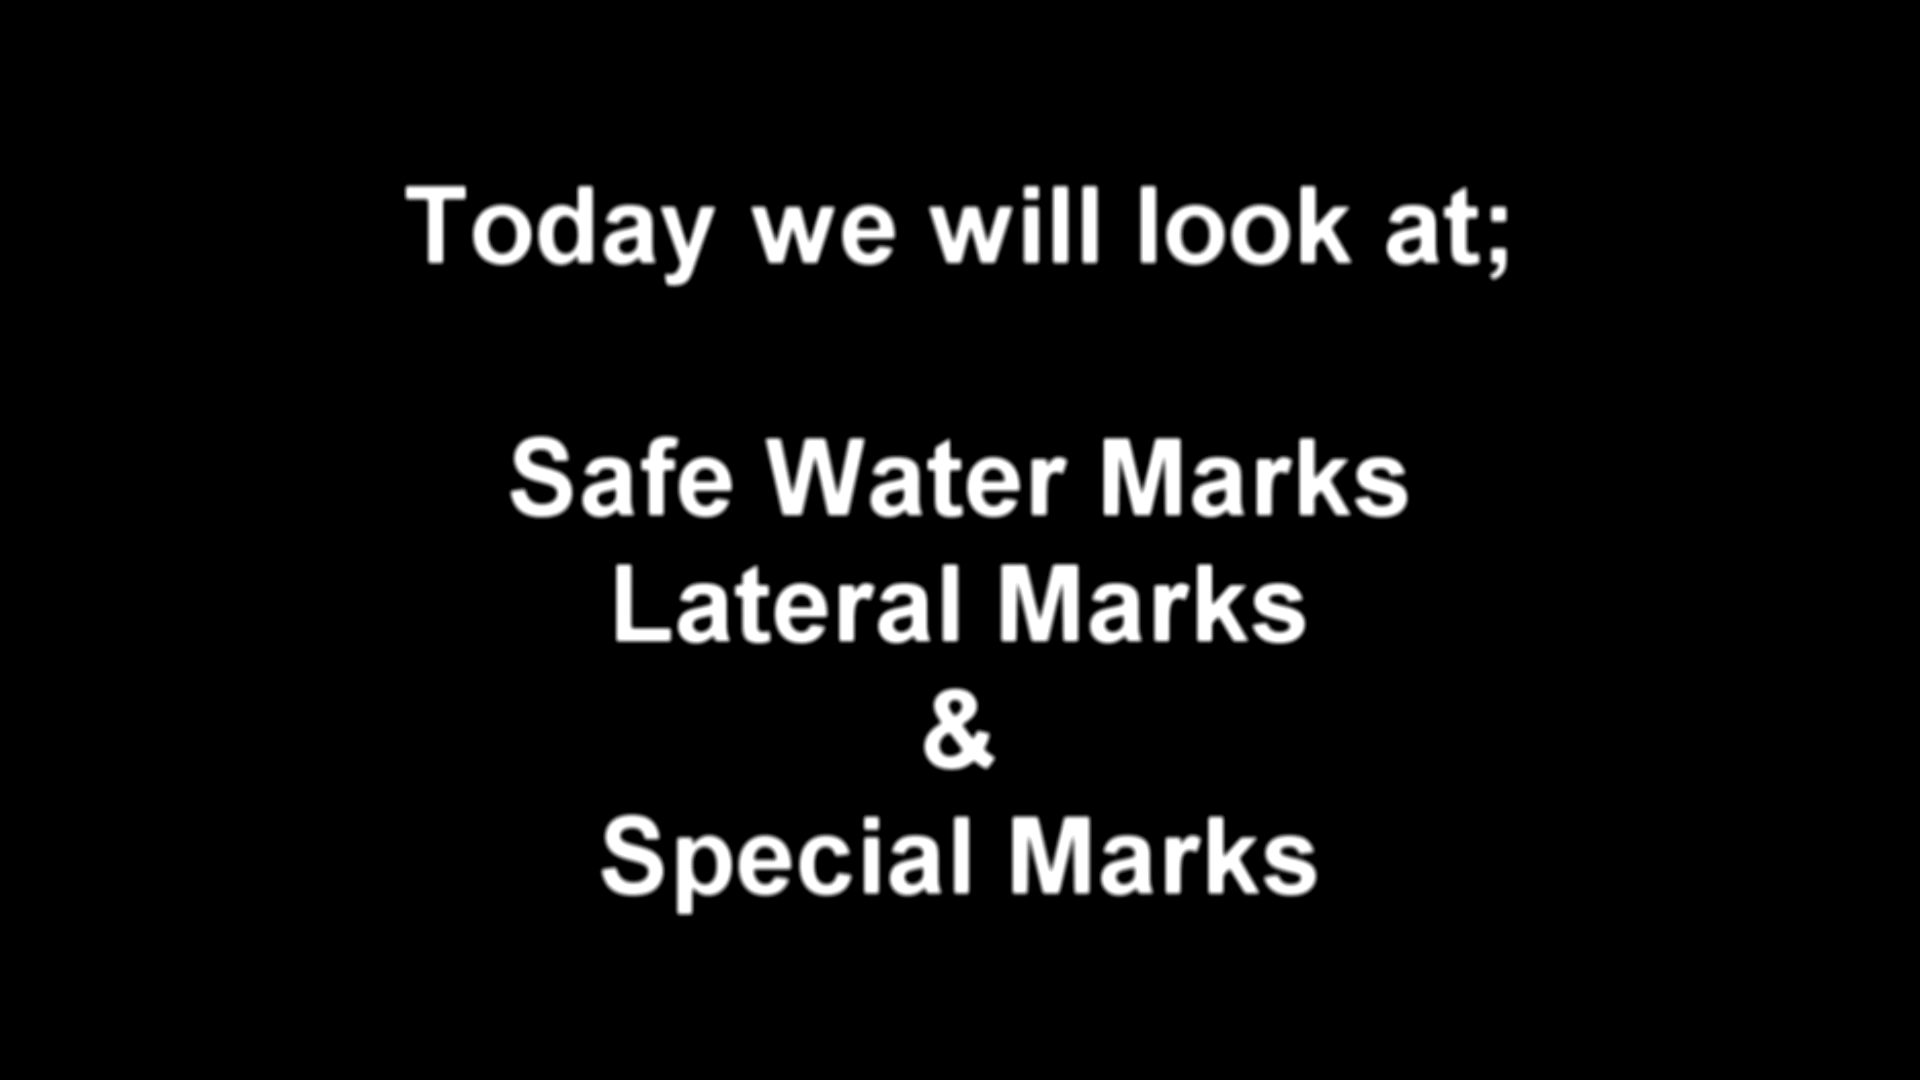 Today we will look at;
Safe Water Marks
Lateral Marks
&
Special Marks